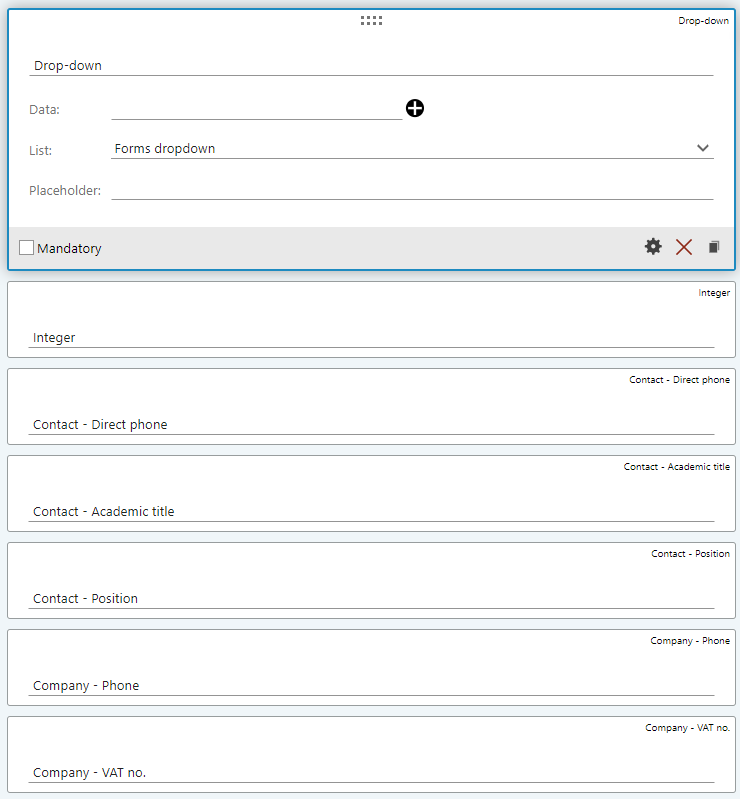 Drop-down
Drop-down
Data:
List: Forms dropdown
Placeholder:
Mandatory
Integer
Integer
Contact - Direct phone
Contact - Direct phone
Contact - Academic title
Contact - Academic title
Contact - Position
Contact - Position
Company - Phone
Company - Phone
Company - VAT no.
Company - VAT no.